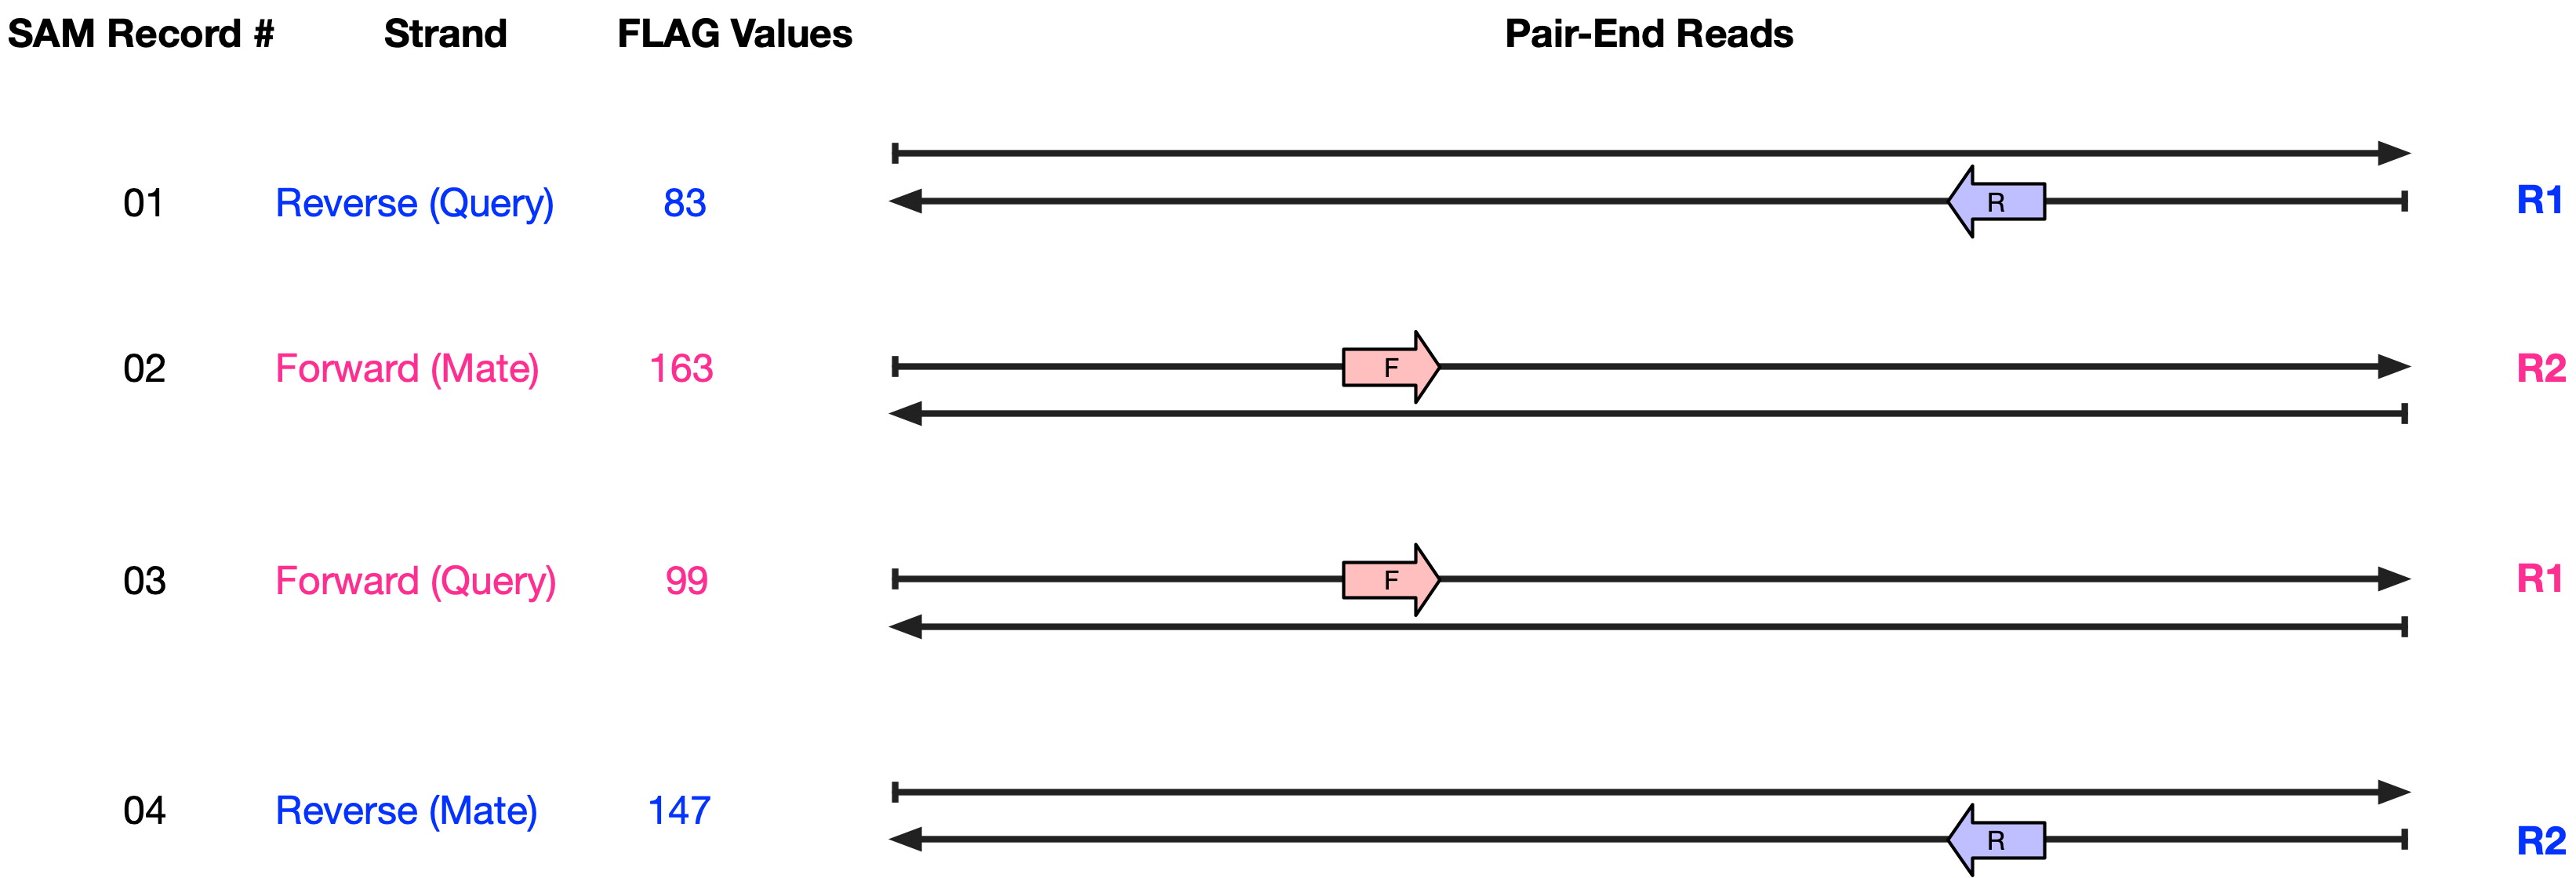 SAM Record # Strand FLAG Values Pair-End Reads
01 Reverse (Query) 83 R R1
02 Forward (Mate) 163 F R2
03 Forward (Query) 99 F R1
04 Reverse (Mate) 147 R R2